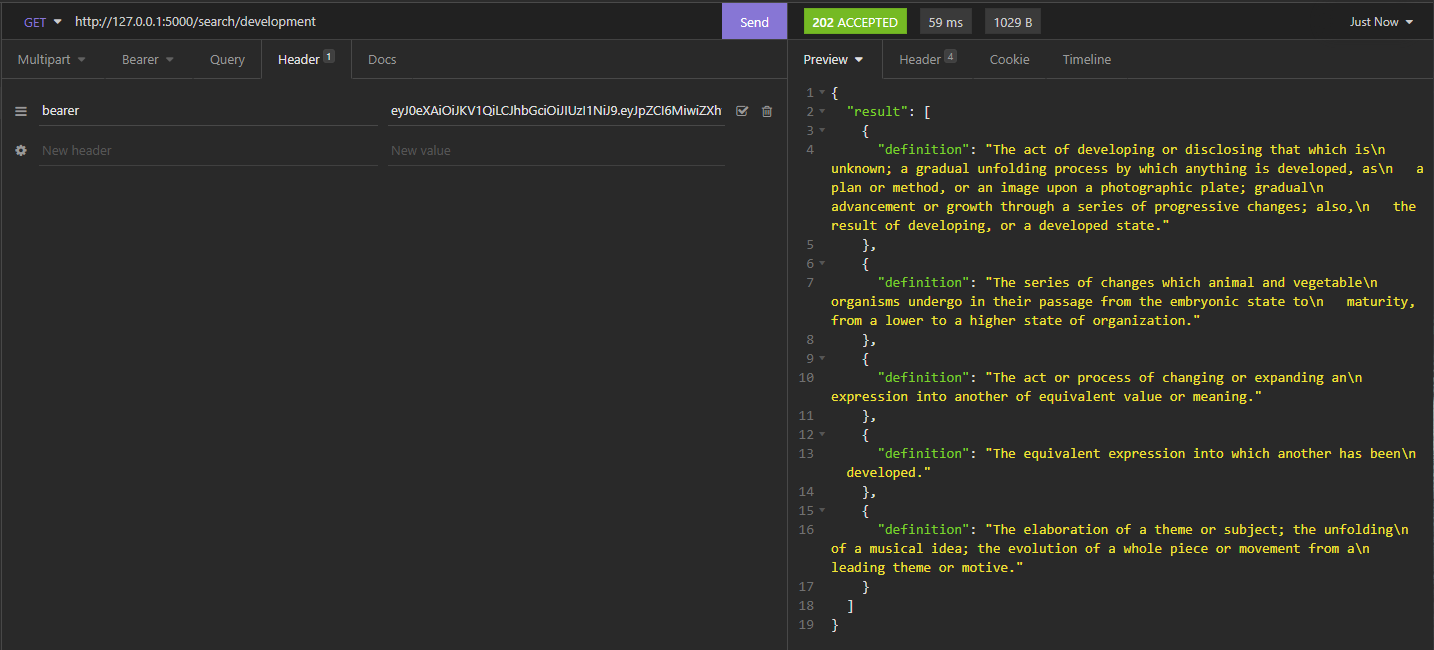 GET http://127.0.0.1:5000/search/development Send 202 ACCEPTED 59 ms 1029 B Just Now
Multipart Bearer Query Header 1 Docs
Preview Header 4 Cookie Timeline
bearer eyJ0eXAiOiJKV1QiLCJhbGciOiJIUzI1NiJ9.eyJpZCI6MiwiZXh
New header New value
1 {
2 "result": [
3 {
4 "definition": "The act of developing or disclosing that which is\n
unknown; a gradual unfolding process by which anything is developed, as\n a
plan or method, or an image upon a photographic plate; gradual\n
advancement or growth through a series of progressive changes; also,\n the
result of developing, or a developed state."
5 },
6 {
7 "definition": "The series of changes which animal and vegetable\n
organisms undergo in their passage from the embryonic state to\n maturity,
from a lower to a higher state of organization."
8 },
9 {
10 "definition": "The act or process of changing or expanding an\n
expression into another of equivalent value or meaning."
11 },
12 {
13 "definition": "The equivalent expression into which another has been\n
developed."
14 },
15 {
16 "definition": "The elaboration of a theme or subject; the unfolding\n
of a musical idea; the evolution of a whole piece or movement from a\n
leading theme or motive."
17 }
18 ]
19 }